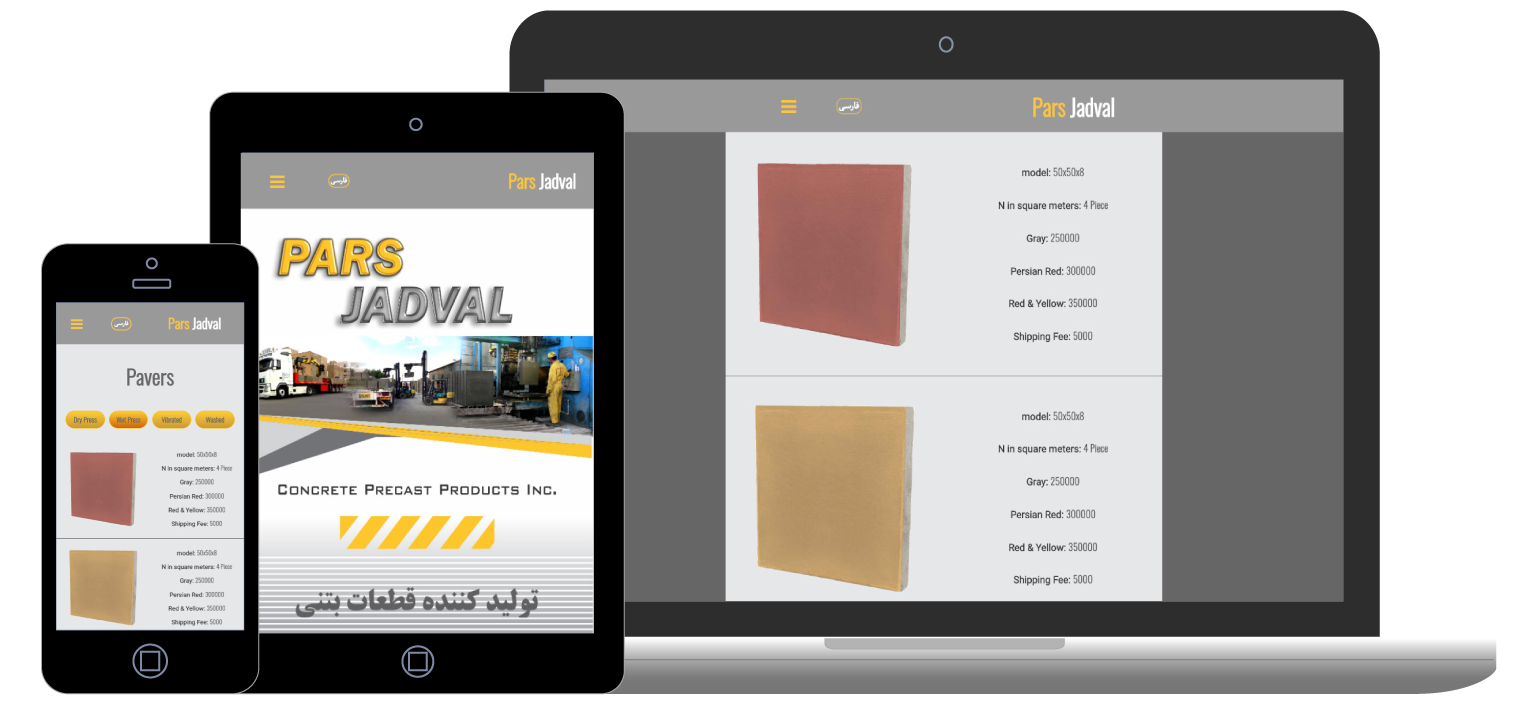 فارسی
Pars Jadval
Pavers
Dry Press
Wet Press
Vibrated
Washed
model: 50x50x8
N in square meters: 4 Piece
Gray: 250000
Persian Red: 300000
Red & Yellow: 350000
Shipping Fee: 5000
model: 50x50x8
N in square meters: 4 Piece
Gray: 250000
Persian Red: 300000
Red & Yellow: 350000
Shipping Fee: 5000
فارسی
Pars Jadval
PARS
JADVAL
CONCRETE PRECAST PRODUCTS INC.
تولید کننده قطعات بتنی
فارسی
Pars Jadval
model: 50x50x8
N in square meters: 4 Piece
Gray: 250000
Persian Red: 300000
Red & Yellow: 350000
Shipping Fee: 5000
model: 50x50x8
N in square meters: 4 Piece
Gray: 250000
Persian Red: 300000
Red & Yellow: 350000
Shipping Fee: 5000